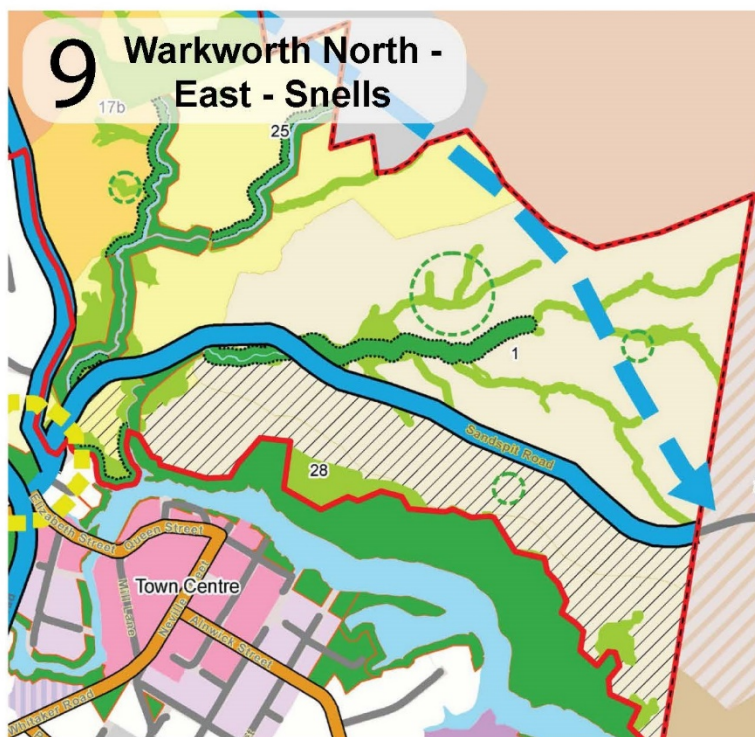 9 Warkworth North -
East - Snells
17b
25
1
Sandspit Road
28
Elizabeth Street
Queen Street
Town Centre
Mill Lane
Neville Street
Alnwick Street
Whitaker Road